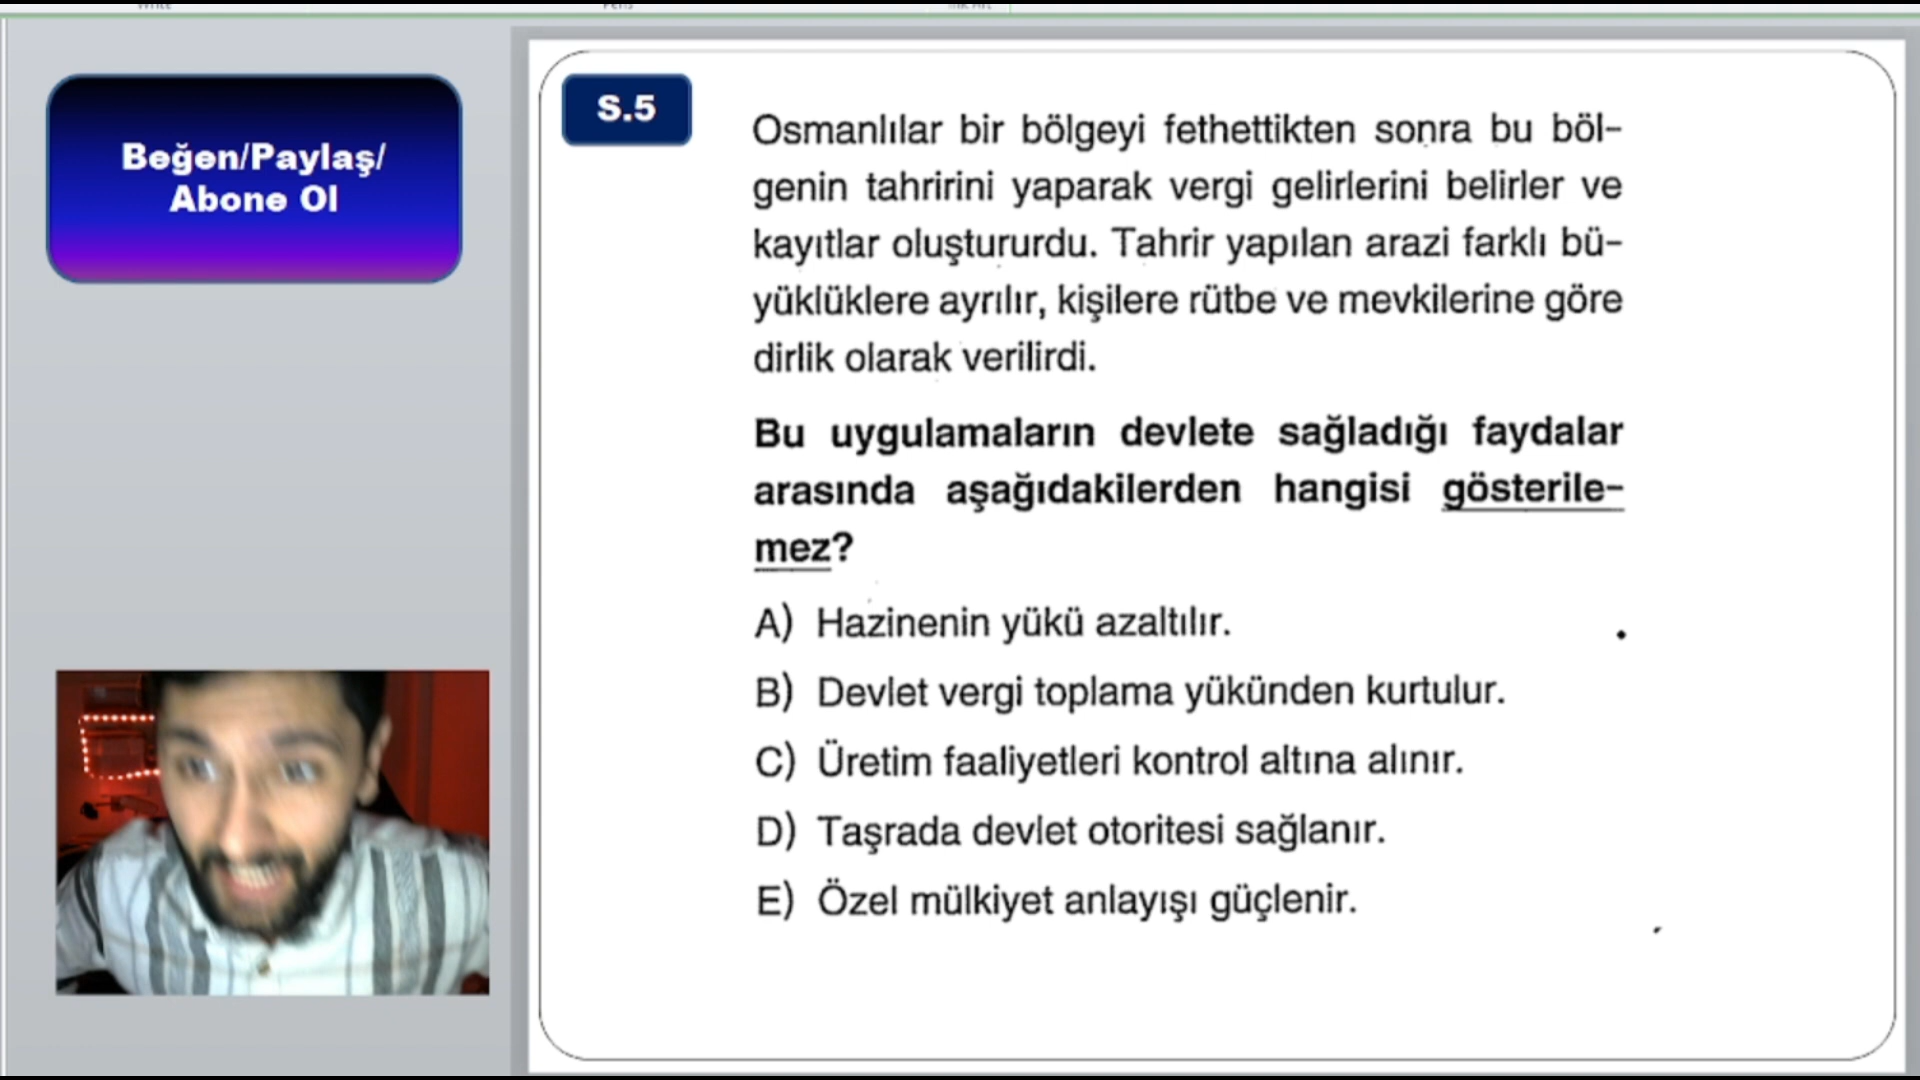 Write
Pens
Beğen/Paylaş/
Abone Ol
S.5
Osmanlılar bir bölgeyi fethettikten sonra bu böl-
genin tahririni yaparak vergi gelirlerini belirler ve
kayıtlar oluştururdu. Tahrir yapılan arazi farklı bü-
yüklüklere ayrılır, kişilere rütbe ve mevkilerine göre
dirlik olarak verilirdi.
Bu uygulamaların devlete sağladığı faydalar
arasında aşağıdakilerden hangisi gösterile-
mez?
A) Hazinenin yükü azaltılır.
B) Devlet vergi toplama yükünden kurtulur.
C) Üretim faaliyetleri kontrol altına alınır.
D) Taşrada devlet otoritesi sağlanır.
E) Özel mülkiyet anlayışı güçlenir.